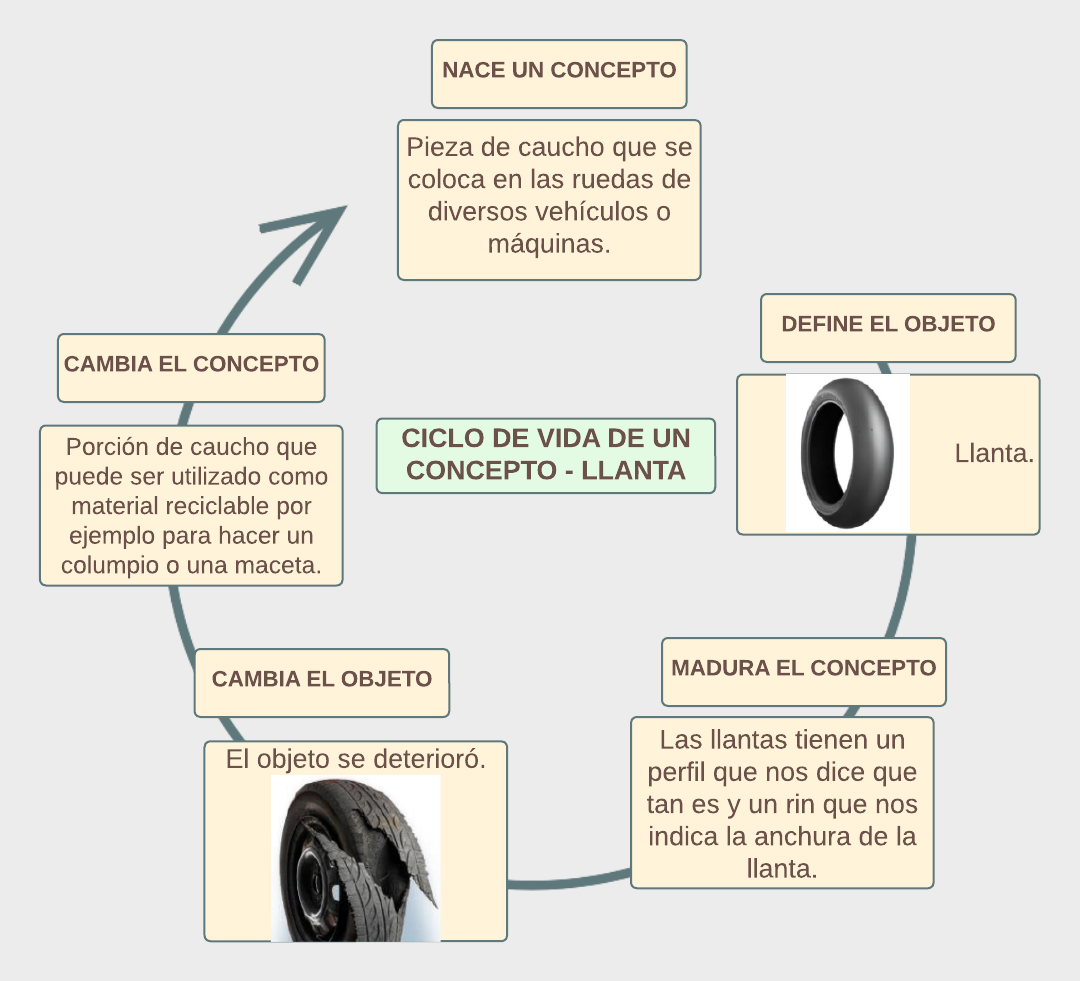 NACE UN CONCEPTO
Pieza de caucho que se
coloca en las ruedas de
diversos vehículos o
máquinas.
DEFINE EL OBJETO
Llanta.
MADURA EL CONCEPTO
Las llantas tienen un
perfil que nos dice que
tan es y un rin que nos
indica la anchura de la
llanta.
CAMBIA EL OBJETO
El objeto se deterioró.
CAMBIA EL CONCEPTO
Porción de caucho que
puede ser utilizado como
material reciclable por
ejemplo para hacer un
columpio o una maceta.
CICLO DE VIDA DE UN
CONCEPTO - LLANTA